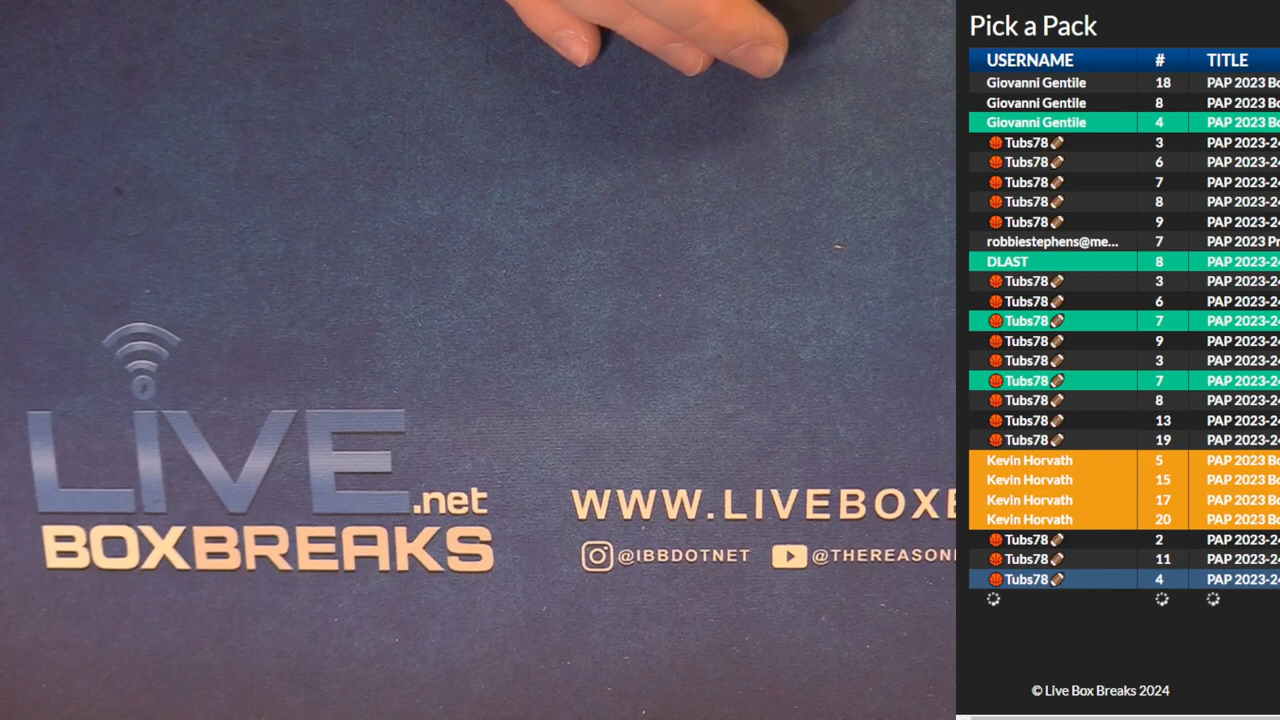 LIVE
.net
BOXBREAKS
WWW.LIVEBOX
@IBBDOTNET @THEREASON
Pick a Pack
USERNAME # TITLE
Giovanni Gentile 18 PAP 2023 Bo
Giovanni Gentile 8 PAP 2023 Bo
Giovanni Gentile 4 PAP 2023 Bo
🏀Tubs78🏈 3 PAP 2023-24
🏀Tubs78🏈 6 PAP 2023-24
🏀Tubs78🏈 7 PAP 2023-24
🏀Tubs78🏈 8 PAP 2023-24
🏀Tubs78🏈 9 PAP 2023-24
robbiestephens@me... 7 PAP 2023 Pr
DLAST 8 PAP 2023-24
🏀Tubs78🏈 3 PAP 2023-24
🏀Tubs78🏈 6 PAP 2023-24
🏀Tubs78🏈 7 PAP 2023-24
🏀Tubs78🏈 9 PAP 2023-24
🏀Tubs78🏈 3 PAP 2023-24
🏀Tubs78🏈 7 PAP 2023-24
🏀Tubs78🏈 8 PAP 2023-24
🏀Tubs78🏈 13 PAP 2023-24
🏀Tubs78🏈 19 PAP 2023-24
Kevin Horvath 5 PAP 2023 Bo
Kevin Horvath 15 PAP 2023 Bo
Kevin Horvath 17 PAP 2023 Bo
Kevin Horvath 20 PAP 2023 Bo
🏀Tubs78🏈 2 PAP 2023-24
🏀Tubs78🏈 11 PAP 2023-24
🏀Tubs78🏈 4 PAP 2023-24
© Live Box Breaks 2024